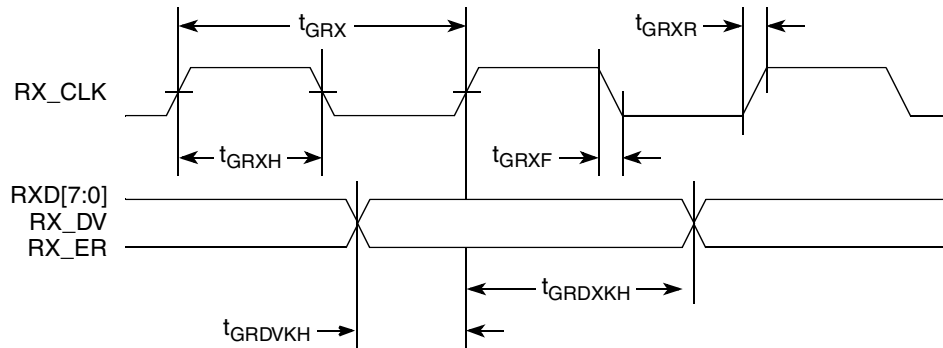 tGRX
tGRXR
RX_CLK
tGRXH
tGRXF
RXD[7:0]
RX_DV
RX_ER
tGRDXKH
tGRDVKH